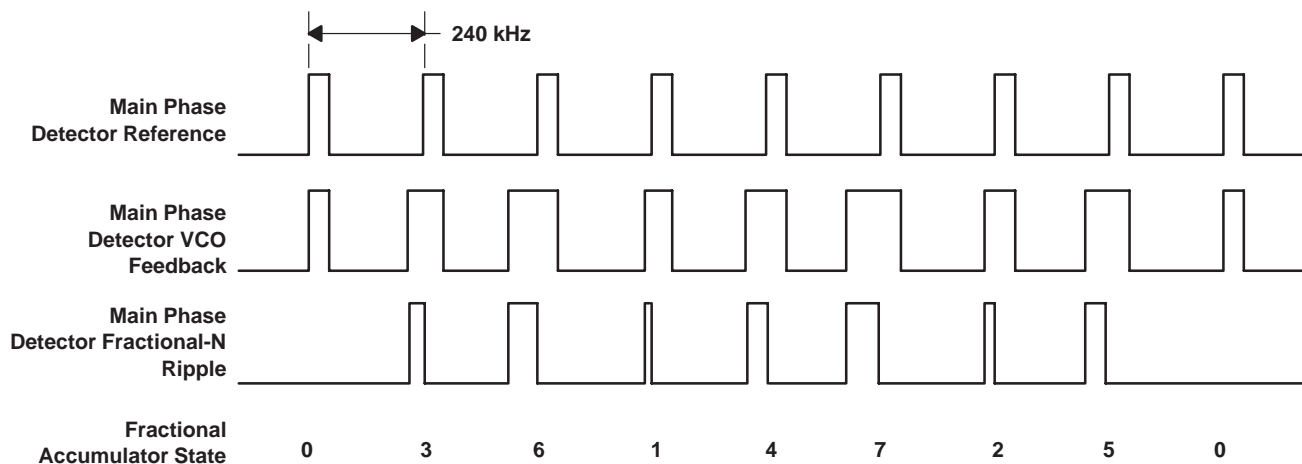 240 kHz
Main Phase
Detector Reference
Main Phase
Detector VCO
Feedback
Main Phase
Detector Fractional-N
Ripple
Fractional
Accumulator State
0 3 6 1 4 7 2 5 0